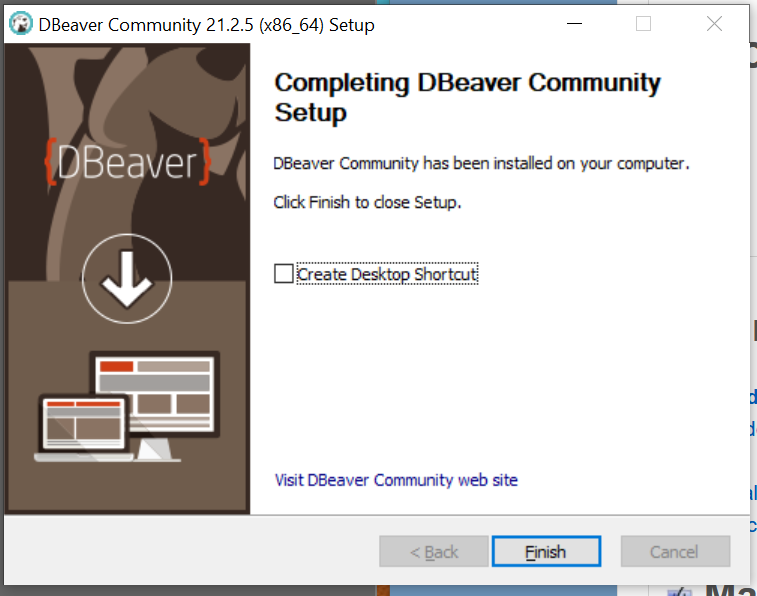 DBeaver Community 21.2.5 (x86_64) Setup
{DBeaver}
Completing DBeaver Community
Setup
DBeaver Community has been installed on your computer.
Click Finish to close Setup.
Create Desktop Shortcut
Visit DBeaver Community web site
< Back
Finish
Cancel
Ma